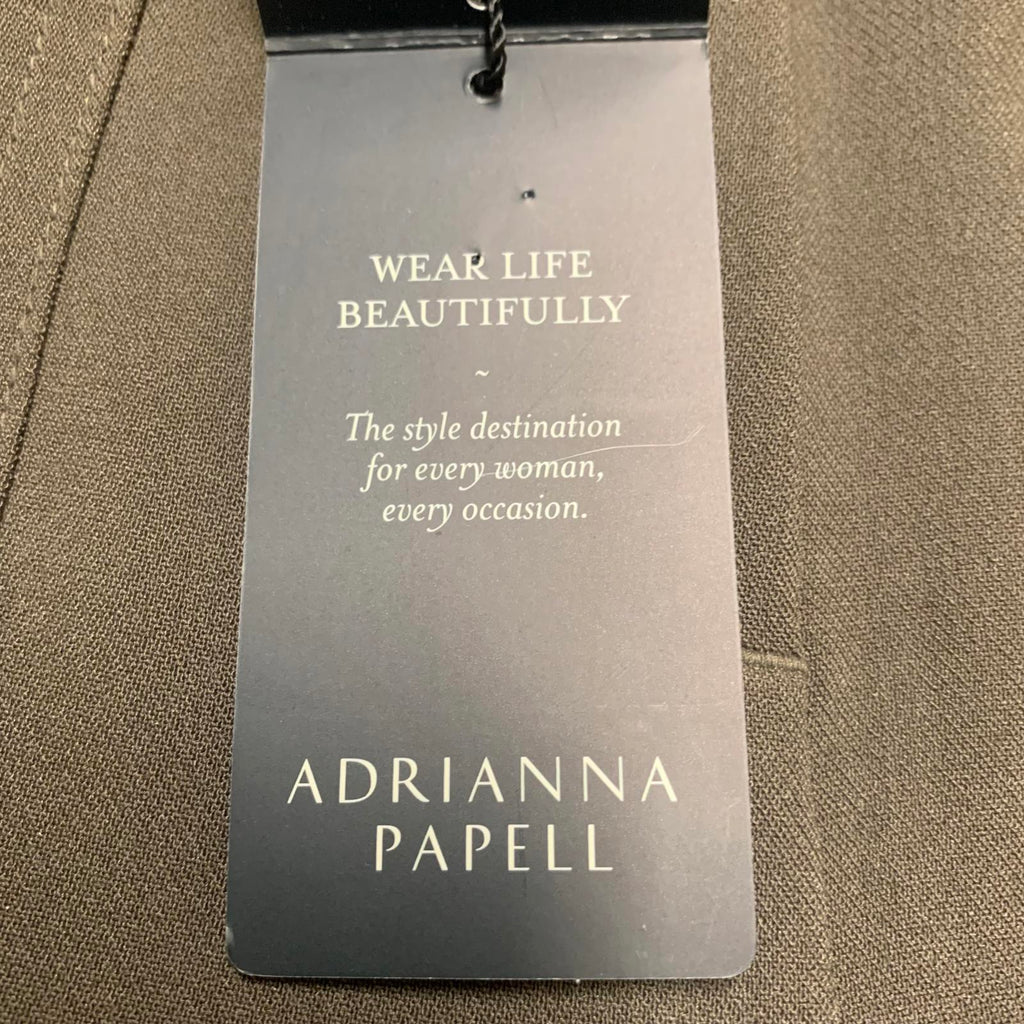 WEAR LIFE
BEAUTIFULLY
~
The style destination
for every woman,
every occasion.
ADRIANNA
PAPELL